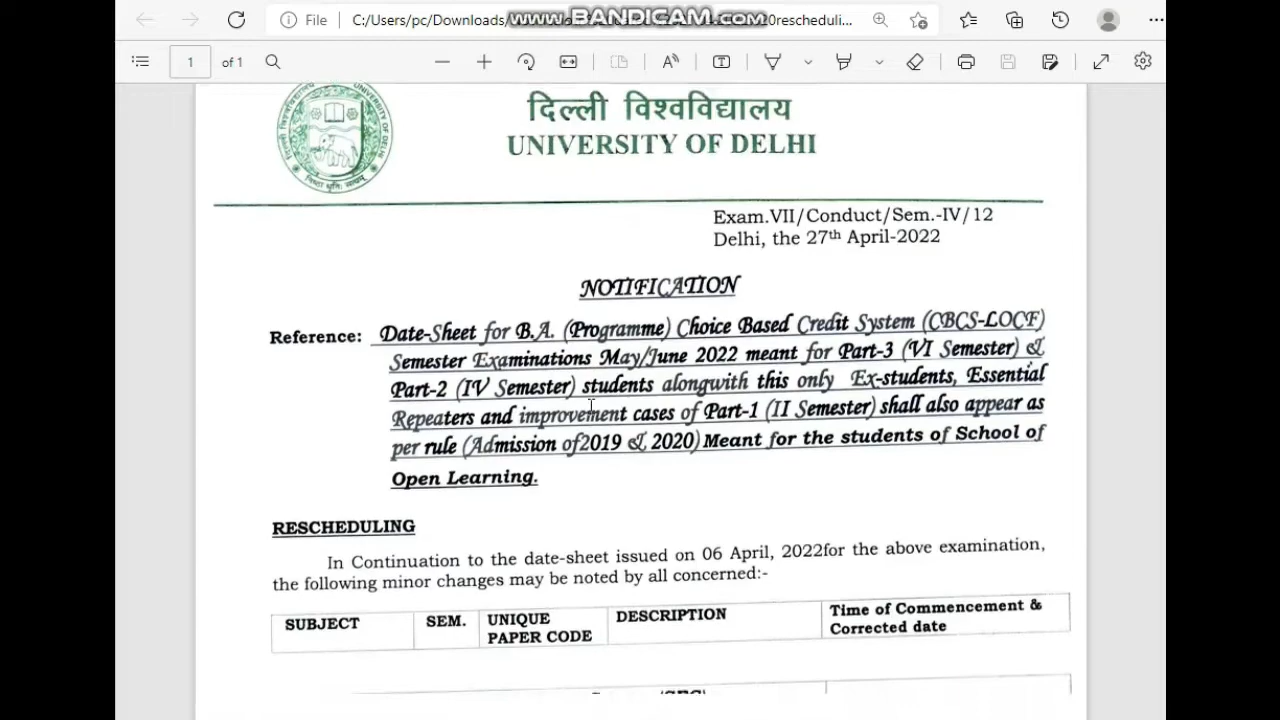 File
C:/Users/pc/Downloads/
www.BANDICAM.com
20rescheduli...
1
of 1
दिल्ली विश्वविद्यालय
UNIVERSITY OF DELHI
Exam.VII/Conduct/Sem.-IV/12
Delhi, the 27th April-2022
NOTIFICATION
Reference: Date-Sheet for B.A. (Programme) Choice Based Credit System (CBCS-LOCF)
Semester Examinations May/June 2022 meant for Part-3 (VI Semester) &
Part-2 (IV Semester) students alongwith this only Ex-students, Essential
Repeaters and improvement cases of Part-1 (II Semester) shall also appear as
per rule (Admission of2019 & 2020) Meant for the students of School of
Open Learning.
RESCHEDULING
In Continuation to the date-sheet issued on 06 April, 2022for the above examination,
the following minor changes may be noted by all concerned:-
SUBJECT
SEM.
UNIQUE
PAPER CODE
DESCRIPTION
Time of Commencement &
Corrected date